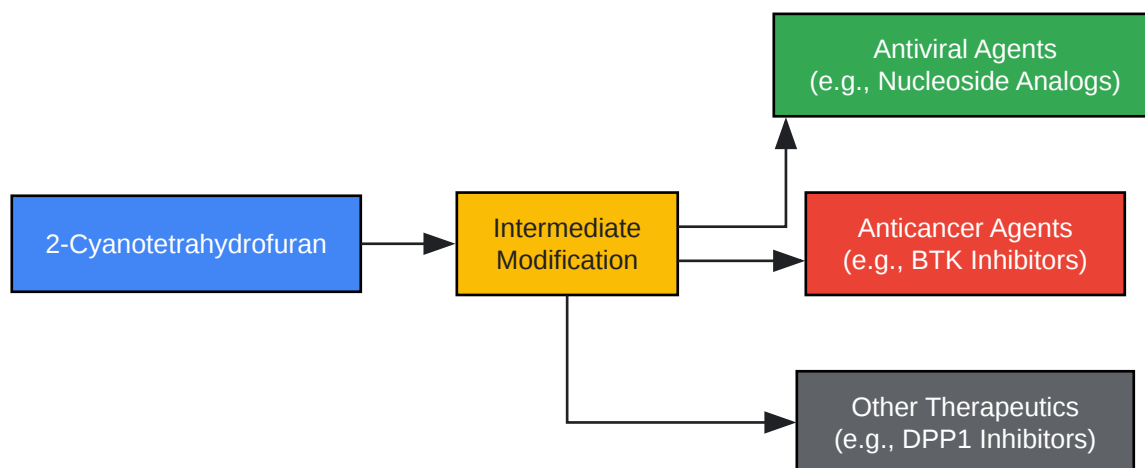 Antiviral Agents
(e.g., Nucleoside Analogs)
2-Cyanotetrahydrofuran
Intermediate
Modification
Anticancer Agents
(e.g., BTK Inhibitors)
Other Therapeutics
(e.g., DPP1 Inhibitors)